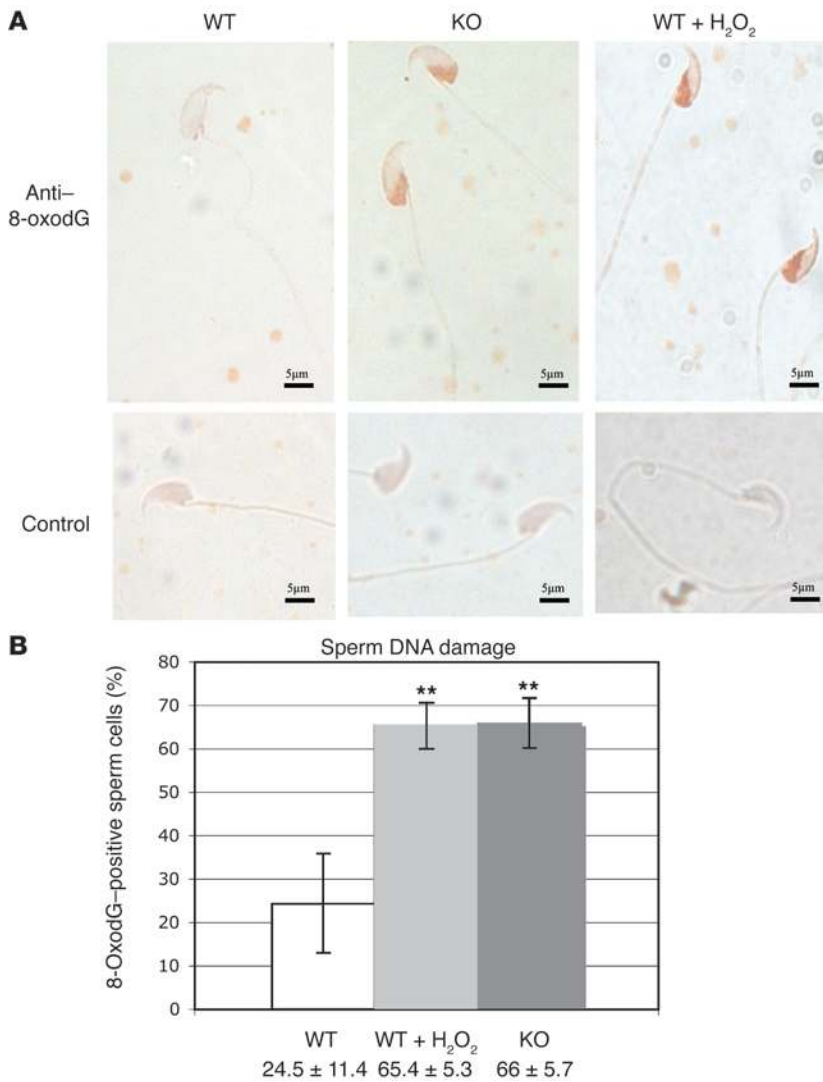 A
WT KO WT + H₂O₂
Anti–
8-oxodG
5μm 5μm 5μm
Control
5μm 5μm 5μm
B
Sperm DNA damage
8-OxodG–positive sperm cells (%)
80
70
60
50
40
30
20
10
0
** **
WT WT + H₂O₂ KO
24.5 ± 11.4 65.4 ± 5.3 66 ± 5.7